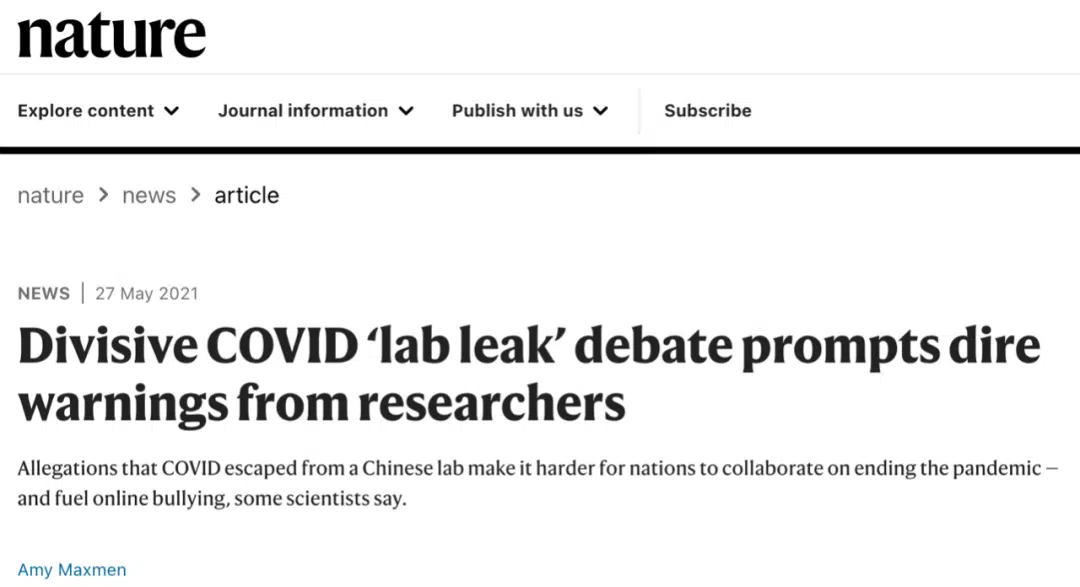 nature
Explore content Journal information Publish with us Subscribe
nature > news > article
NEWS | 27 May 2021
Divisive COVID ‘lab leak’ debate prompts dire
warnings from researchers
Allegations that COVID escaped from a Chinese lab make it harder for nations to collaborate on ending the pandemic —
and fuel online bullying, some scientists say.
Amy Maxmen